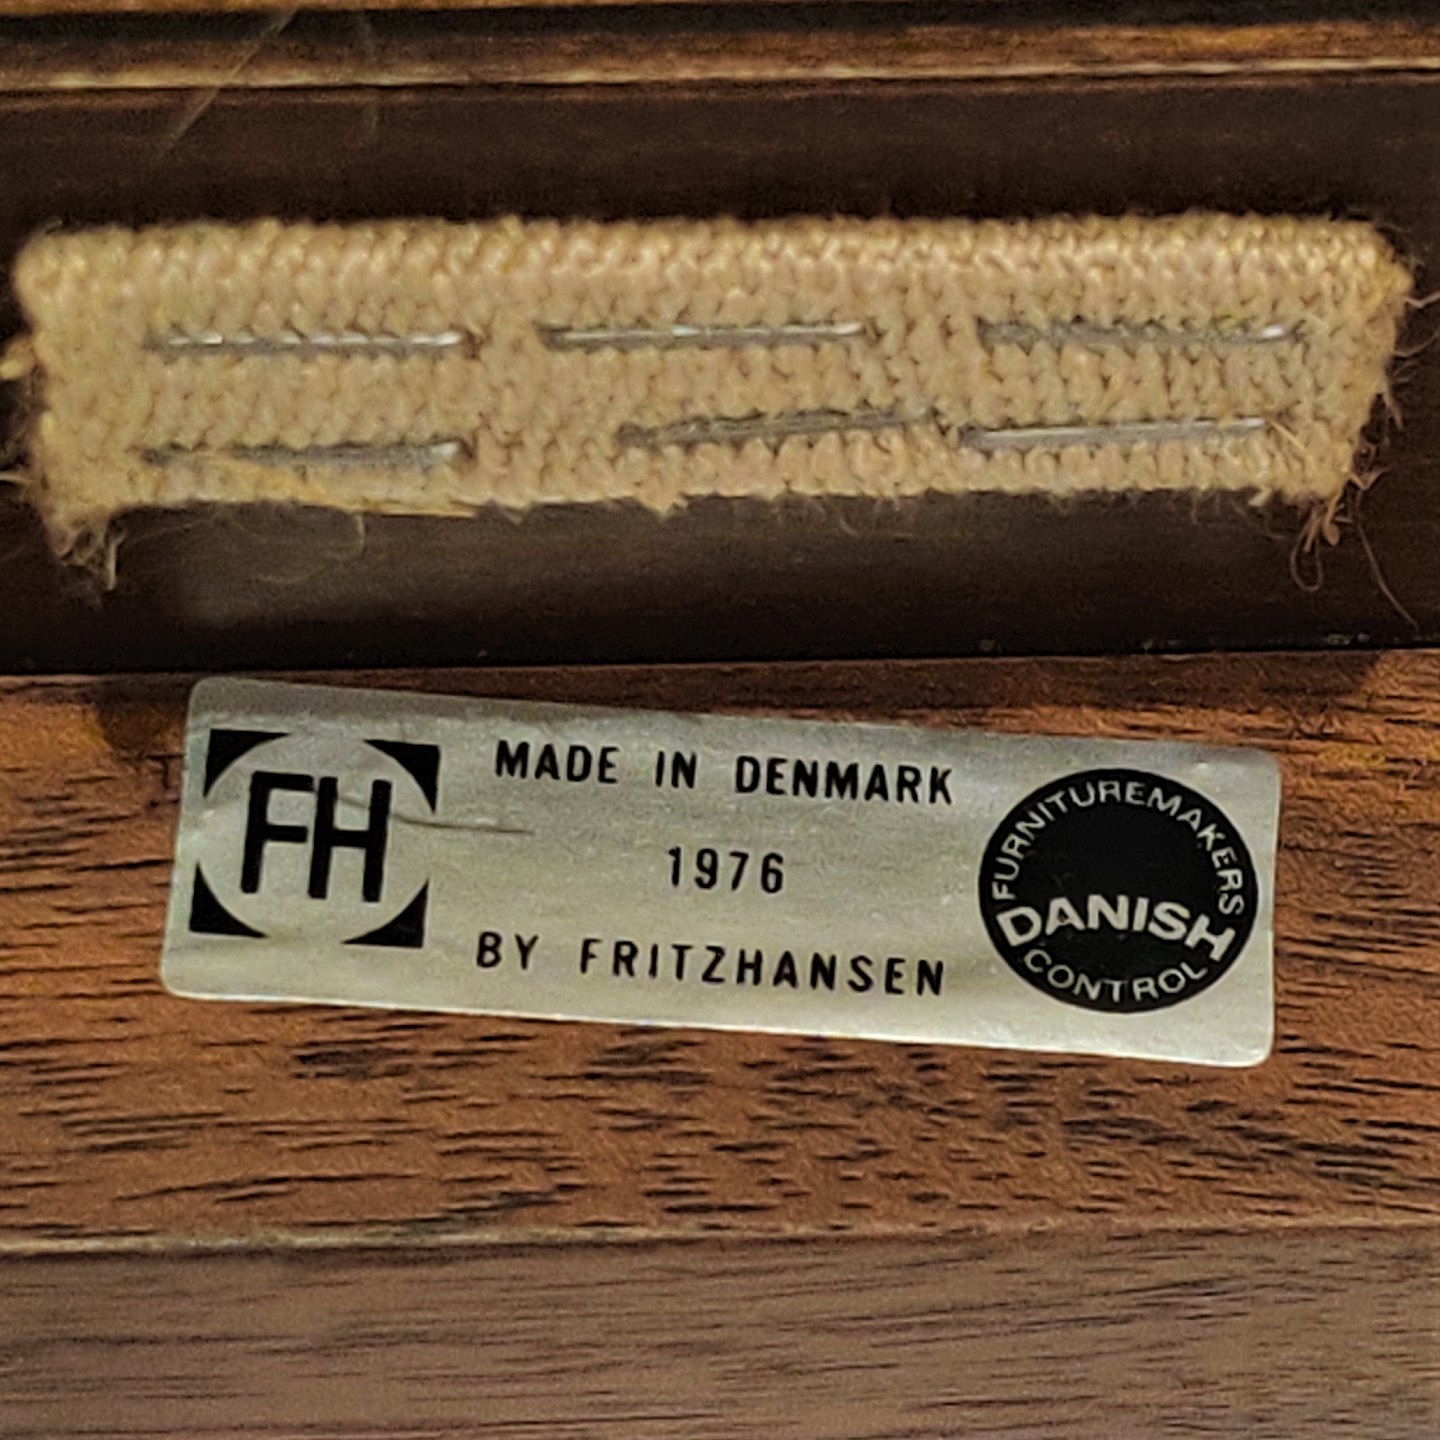 FH
MADE IN DENMARK
1976
BY FRITZHANSEN
FURNITUREMAKERS
DANISH
CONTROL